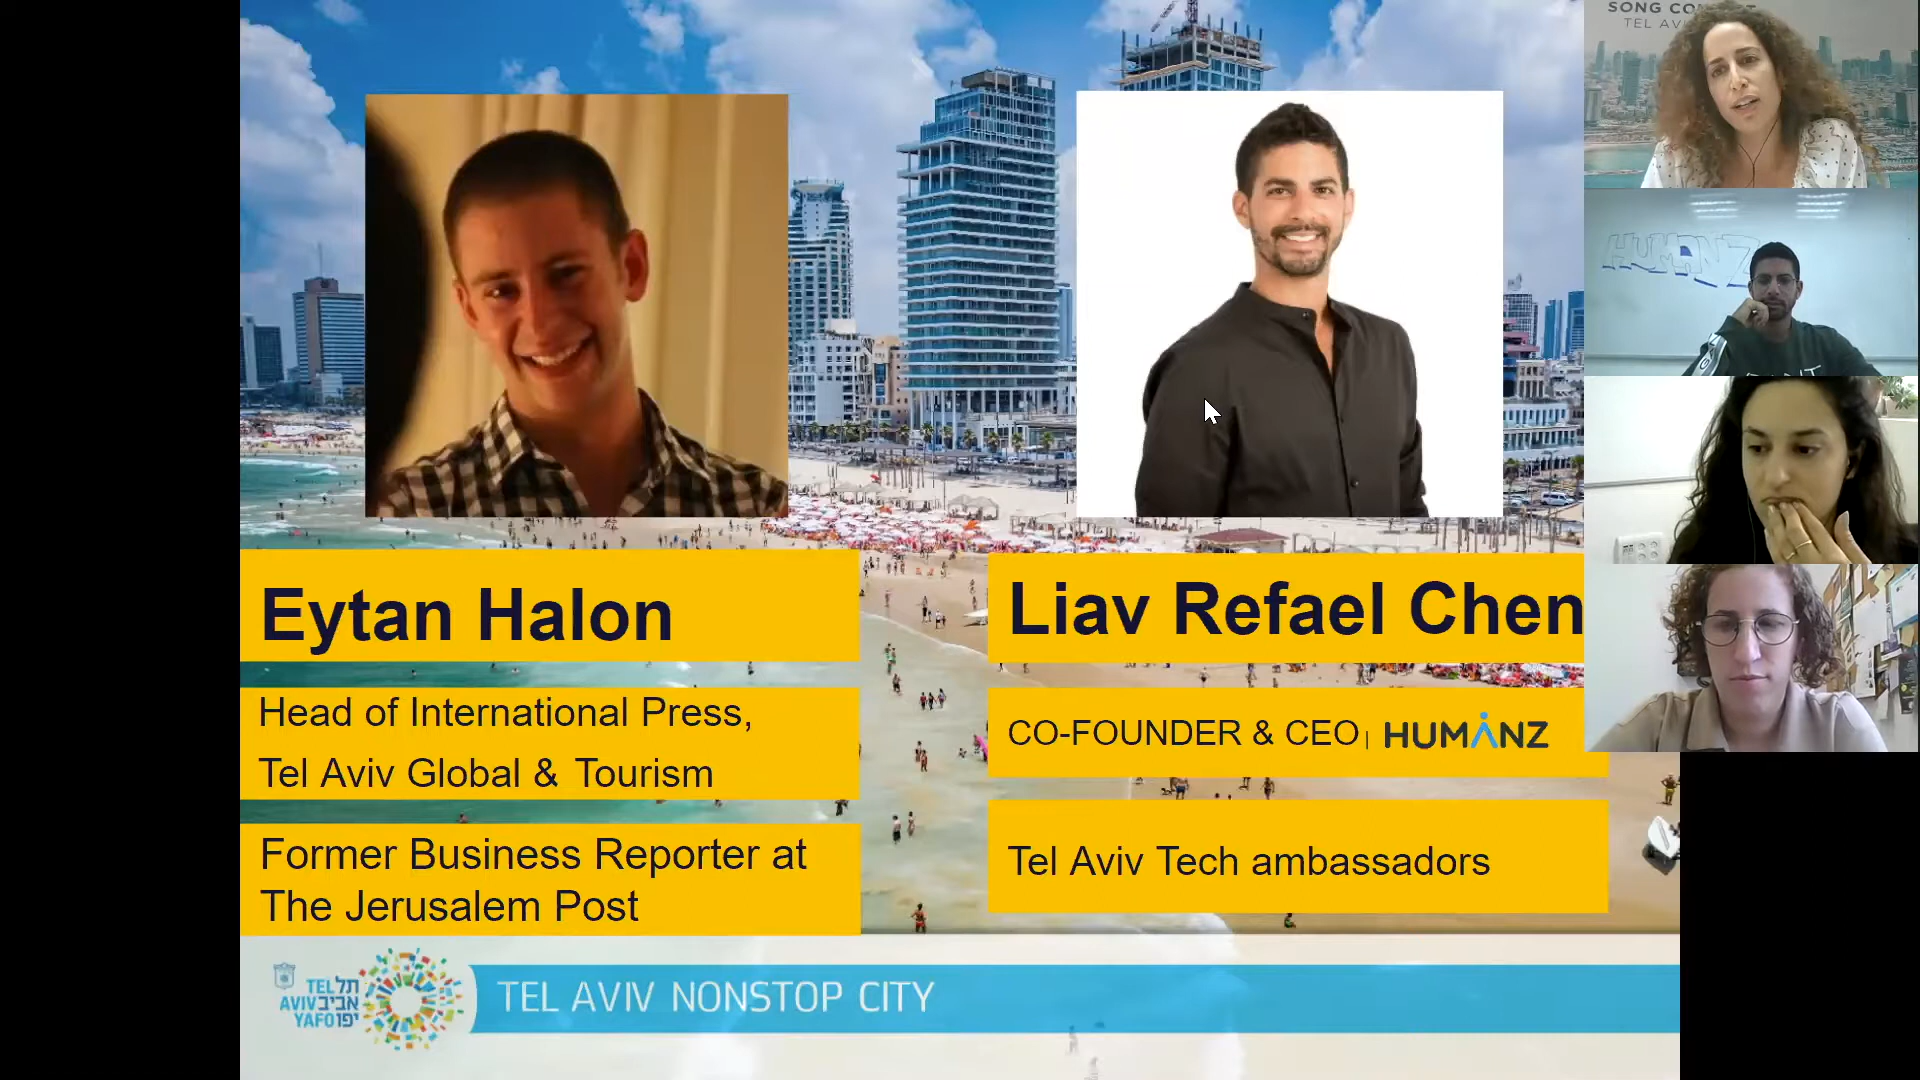 Eytan Halon
Head of International Press,
Tel Aviv Global & Tourism
Former Business Reporter at
The Jerusalem Post
Liav Refael Chen
CO-FOUNDER & CEO | HUMANZ
Tel Aviv Tech ambassadors
TEL תל
AVIV אביב
YAFO יפו
TEL AVIV NONSTOP CITY
SONG
TEL
HUMANZ